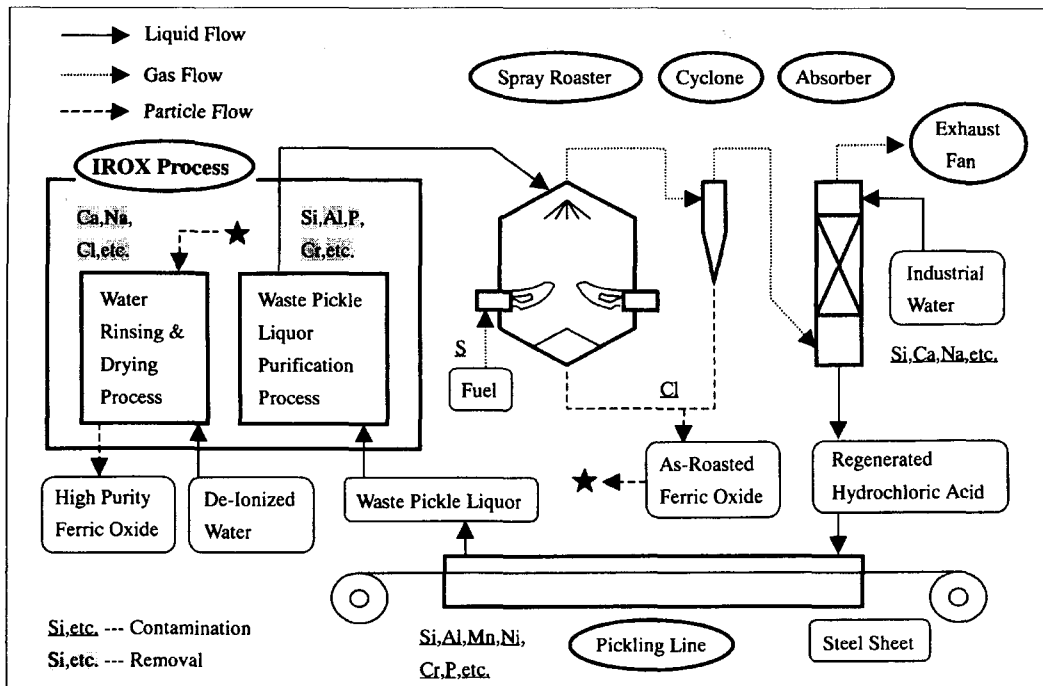 Liquid Flow
Gas Flow
Particle Flow
Spray Roaster
Cyclone
Absorber
Exhaust
Fan
IROX Process
Ca,Na,
Cl,etc.
Si,Al,P,
Cr,etc.
Water
Rinsing &
Drying
Process
Waste Pickle
Liquor
Purification
Process
S
Fuel
Cl
Industrial
Water
Si,Ca,Na,etc.
High Purity
Ferric Oxide
De-Ionized
Water
Waste Pickle Liquor
As-Roasted
Ferric Oxide
Regenerated
Hydrochloric Acid
Si,etc. --- Contamination
Si,etc. --- Removal
Si,Al,Mn,Ni,
Cr,P,etc.
Pickling Line
Steel Sheet